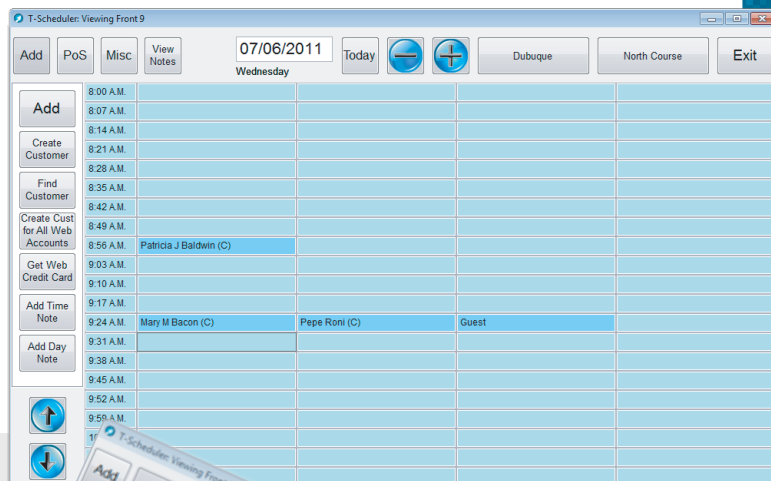 T-Scheduler: Viewing Front 9
Add
PoS
Misc
View
Notes
07/06/2011
Wednesday
Today
Dubuque
North Course
Exit
Add
Create
Customer
Find
Customer
Create Cust
for All Web
Accounts
Get Web
Credit Card
Add Time
Note
Add Day
Note
8:00 A.M.
8:07 A.M.
8:14 A.M.
8:21 A.M.
8:28 A.M.
8:35 A.M.
8:42 A.M.
8:49 A.M.
8:56 A.M. Patricia J Baldwin (C)
9:03 A.M.
9:10 A.M.
9:17 A.M.
9:24 A.M. Mary M Bacon (C) Pepe Roni (C) Guest
9:31 A.M.
9:38 A.M.
9:45 A.M.
9:52 A.M.
9:59 A.M.
T-Scheduler: Viewing Front
Add